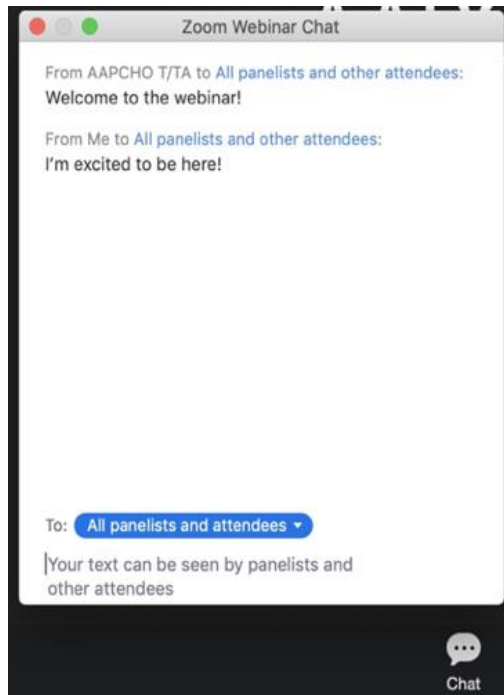 Zoom Webinar Chat
From AAPCHO T/TA to All panelists and other attendees:
Welcome to the webinar!
From Me to All panelists and other attendees:
I'm excited to be here!
To: All panelists and attendees
Your text can be seen by panelists and
other attendees
Chat